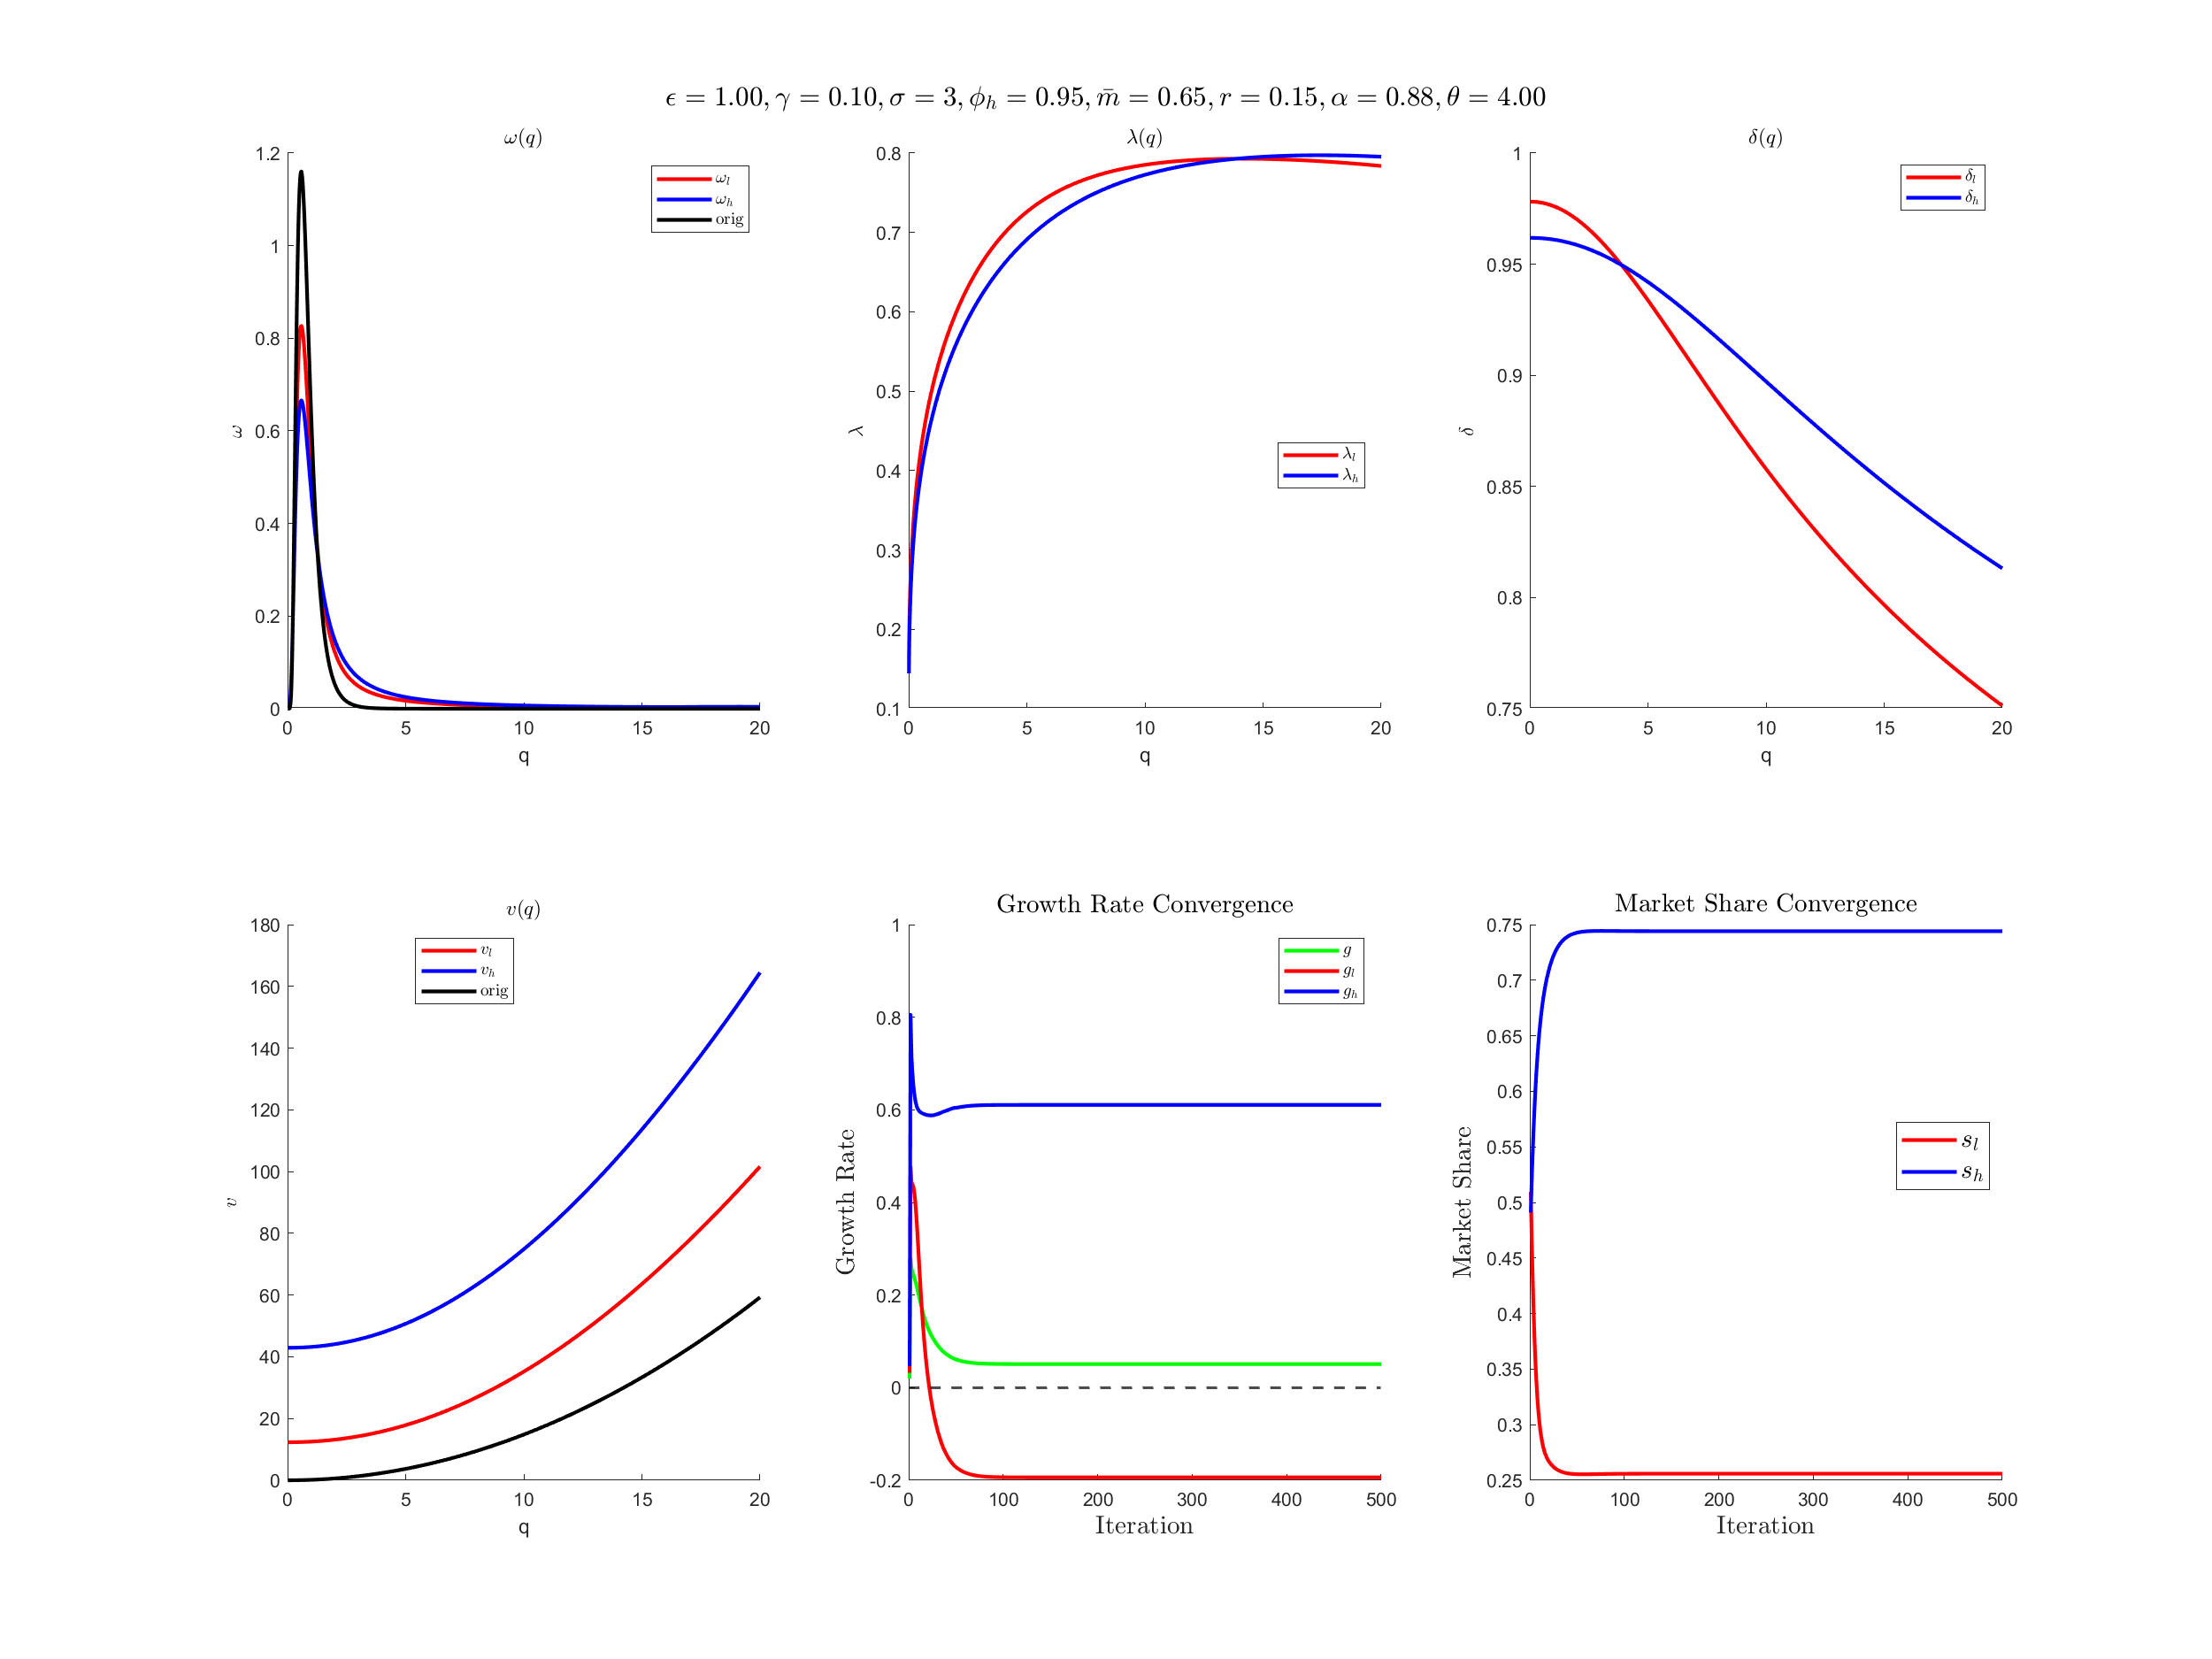 ϵ = 1.00, γ = 0.10, σ = 3, ϕ_h = 0.95, m̄ = 0.65, r = 0.15, α = 0.88, θ = 4.00
ω(q)
1.2
1
0.8
0.6
0.4
0.2
0
0 5 10 15 20
q
ω
ω_l
ω_h
orig
λ(q)
0.8
0.7
0.6
0.5
0.4
0.3
0.2
0.1
0 5 10 15 20
q
λ
λ_l
λ_h
δ(q)
1
0.95
0.9
0.85
0.8
0.75
0 5 10 15 20
q
δ
δ_l
δ_h
v(q)
180
160
140
120
100
80
60
40
20
0
0 5 10 15 20
q
v
v_l
v_h
orig
Growth Rate Convergence
1
0.8
0.6
0.4
0.2
0
-0.2
0 100 200 300 400 500
Iteration
Growth Rate
g
g_l
g_h
Market Share Convergence
0.75
0.7
0.65
0.6
0.55
0.5
0.45
0.4
0.35
0.3
0.25
0 100 200 300 400 500
Iteration
Market Share
s_l
s_h